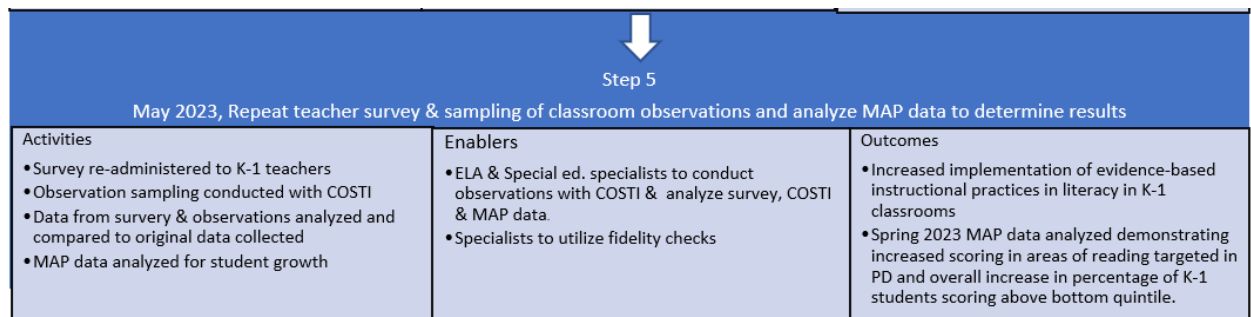 Step 5
May 2023, Repeat teacher survey & sampling of classroom observations and analyze MAP data to determine results
Activities
•Survey re-administered to K-1 teachers
•Observation sampling conducted with COSTI
•Data from survery & observations analyzed and
compared to original data collected
•MAP data analyzed for student growth
Enablers
•ELA & Special ed. specialists to conduct
observations with COSTI & analyze survey, COSTI
& MAP data.
•Specialists to utilize fidelity checks
Outcomes
•Increased implementation of evidence-based
instructional practices in literacy in K-1
classrooms
•Spring 2023 MAP data analyzed demonstrating
increased scoring in areas of reading targeted in
PD and overall increase in percentage of K-1
students scoring above bottom quintile.